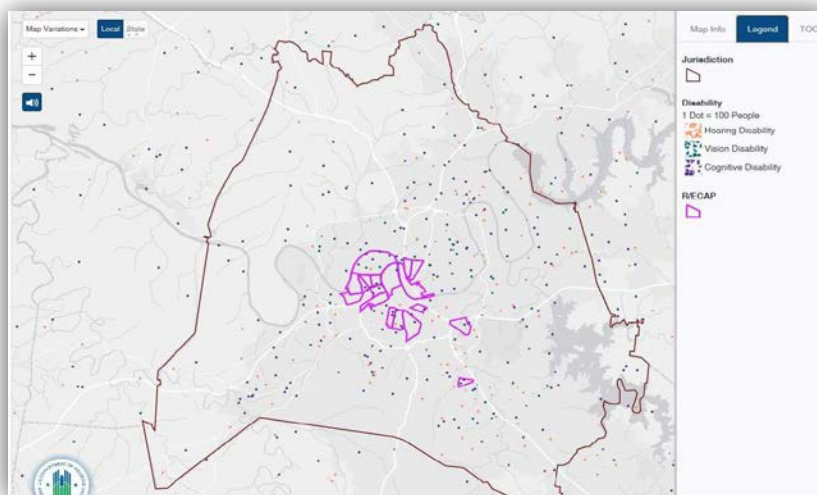 Map Variations
Local
State
+
−
Map Info
Legend
TOC
Jurisdiction
Disability
1 Dot = 100 People
Hearing Disability
Vision Disability
Cognitive Disability
R/ECAP